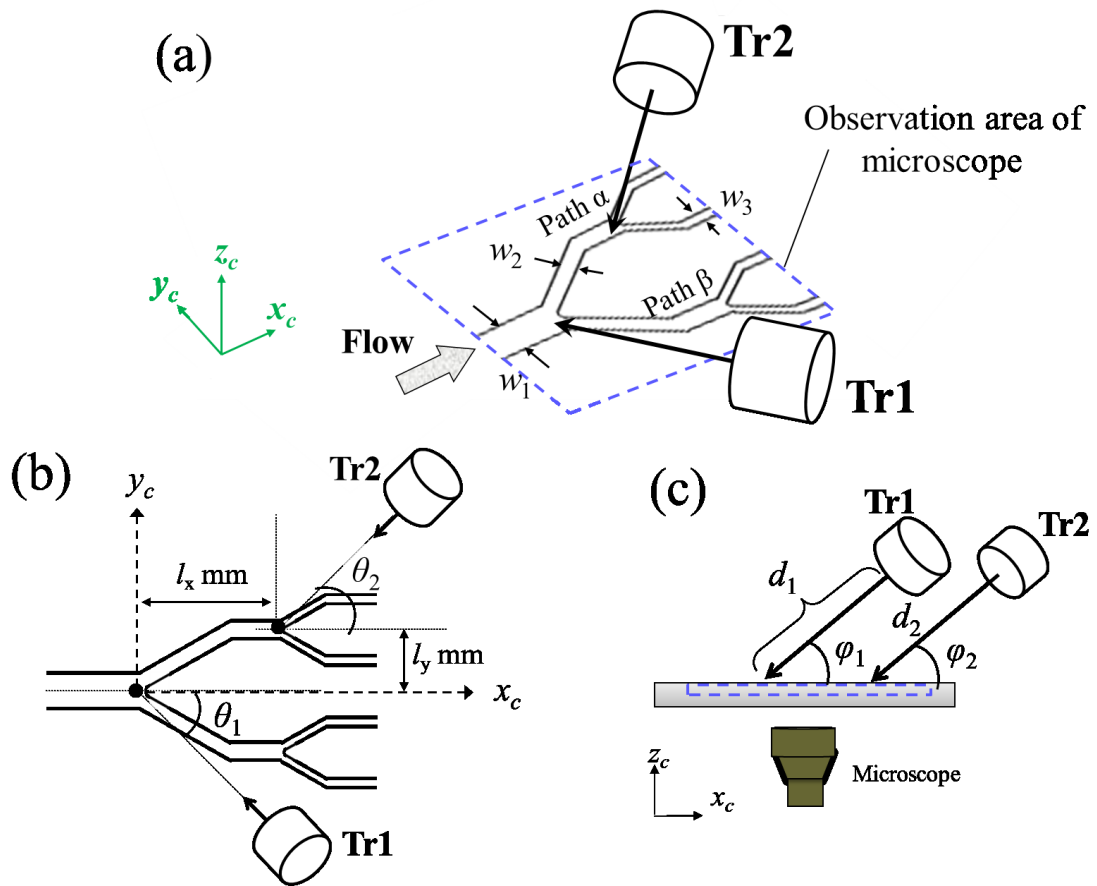 (a)
Tr2
Observation area of
microscope
Path α
w3
w2
zc
yc
xc
Path β
Flow
w1
Tr1
(b)
yc
Tr2
lx mm
θ2
ly mm
xc
θ1
Tr1
(c)
Tr1
Tr2
d1
d2
φ1
φ2
zc
xc
Microscope